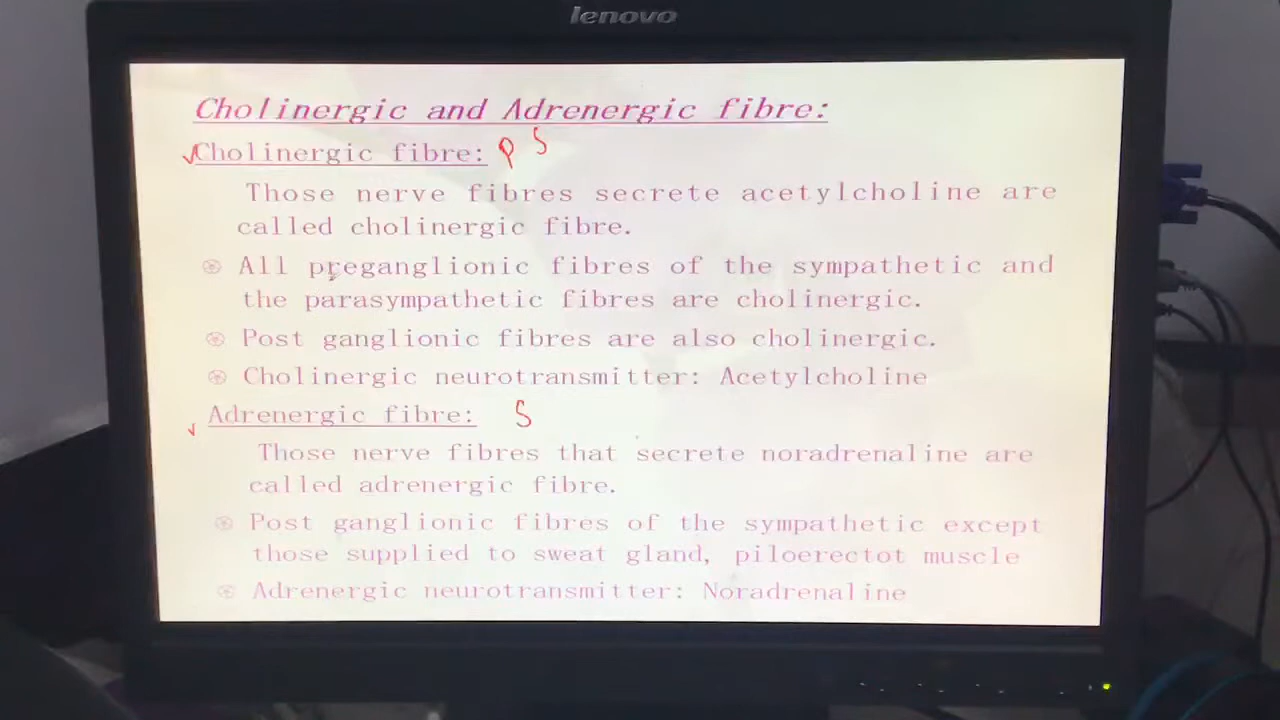 lenovo
Cholinergic and Adrenergic fibre:
Cholinergic fibre: P S
Those nerve fibres secrete acetylcholine are
called cholinergic fibre.
All preganglionic fibres of the sympathetic and
the parasympathetic fibres are cholinergic.
Post ganglionic fibres are also cholinergic.
Cholinergic neurotransmitter: Acetylcholine
Adrenergic fibre: S
Those nerve fibres that secrete noradrenaline are
called adrenergic fibre.
Post ganglionic fibres of the sympathetic except
those supplied to sweat gland, piloerectot muscle
Adrenergic neurotransmitter: Noradrenaline